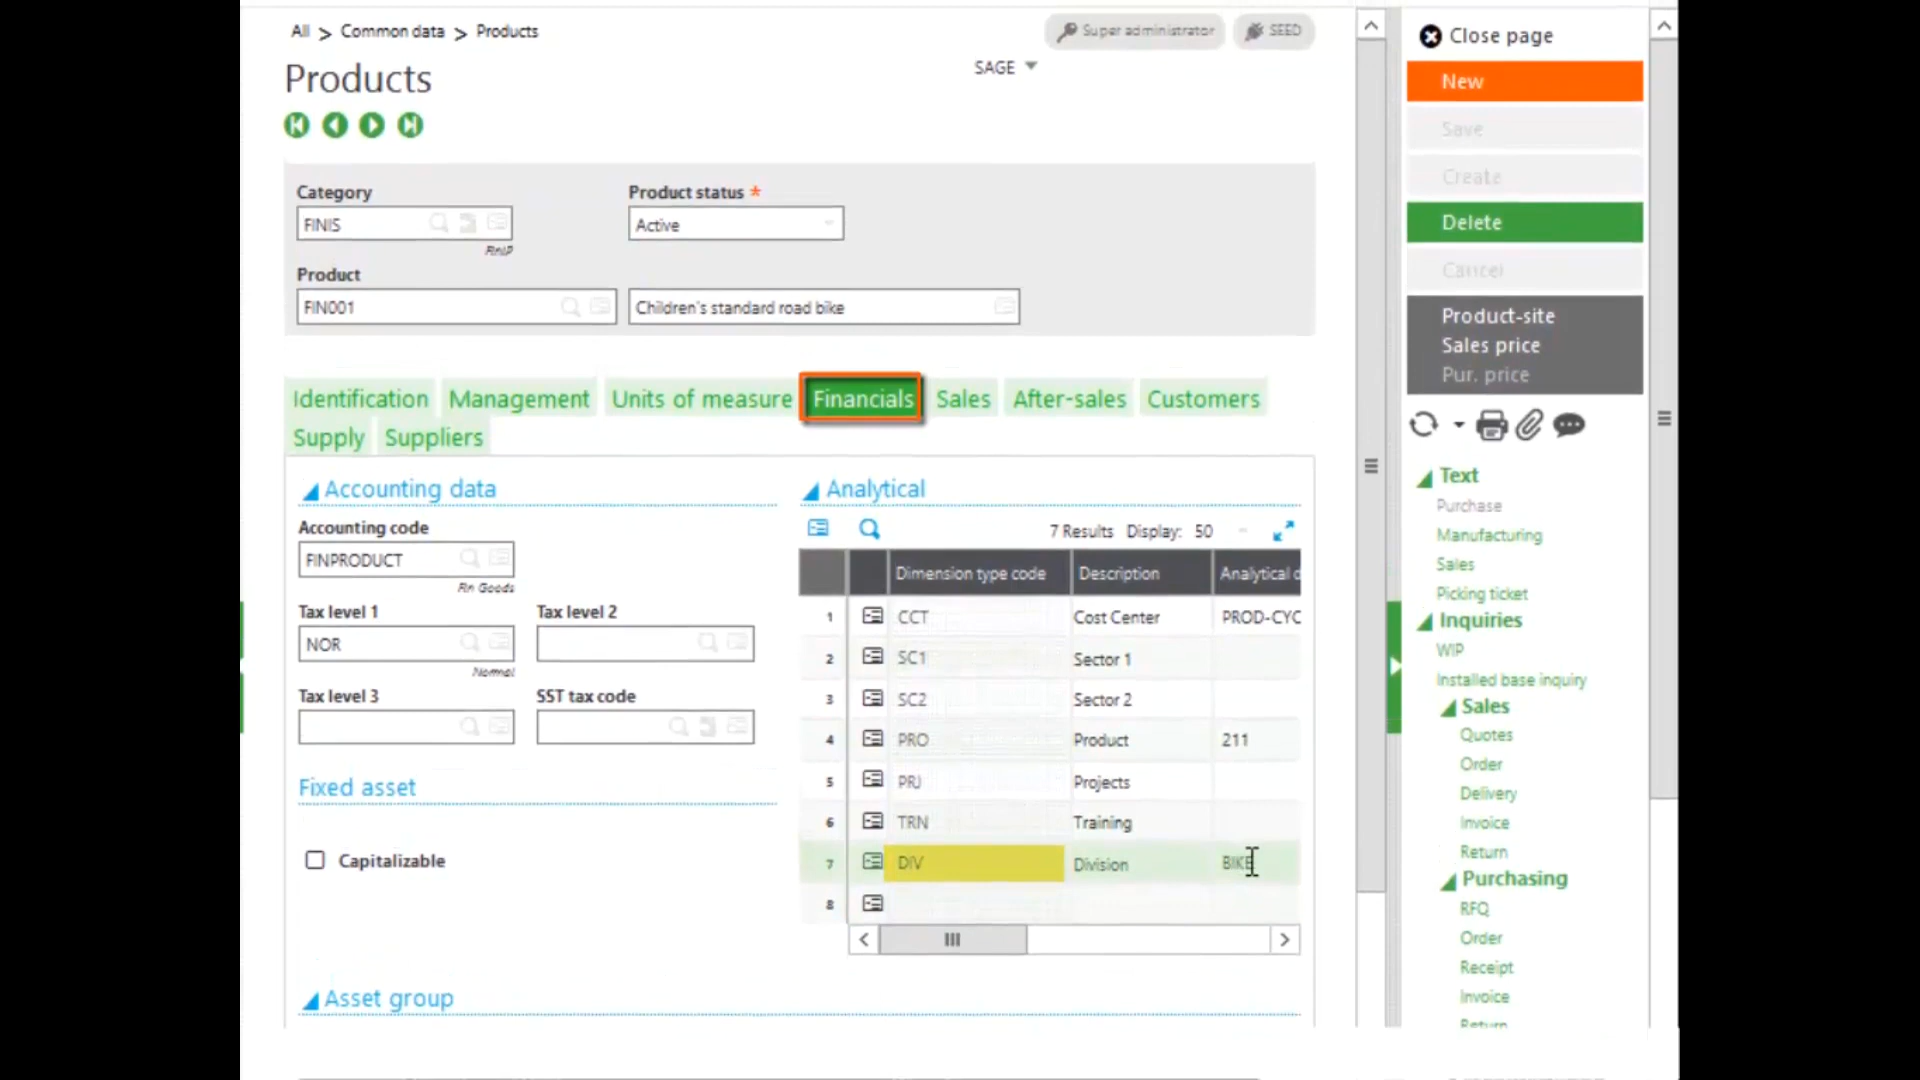 All > Common data > Products
Super administrator
SEED
Products
SAGE
Category
FINIS
FiniP
Product status *
Active
Product
FIN001
Children's standard road bike
Identification
Management
Units of measure
Financials
Sales
After-sales
Customers
Supply
Suppliers
Accounting data
Accounting code
FINPRODUCT
Fin Goods
Tax level 1
NOR
Normal
Tax level 2
Tax level 3
SST tax code
Fixed asset
Capitalizable
Asset group
Analytical
7 Results Display: 50
Dimension type code Description Analytical d
1 CCT Cost Center PROD-CYC
2 SC1 Sector 1
3 SC2 Sector 2
4 PRO Product 211
5 PRJ Projects
6 TRN Training
7 DIV Division BIKE
8
Close page
New
Save
Create
Delete
Cancel
Product-site
Sales price
Pur. price
Text
Purchase
Manufacturing
Sales
Picking ticket
Inquiries
WIP
Installed base inquiry
Sales
Quotes
Order
Delivery
Invoice
Return
Purchasing
RFQ
Order
Receipt
Invoice
Return